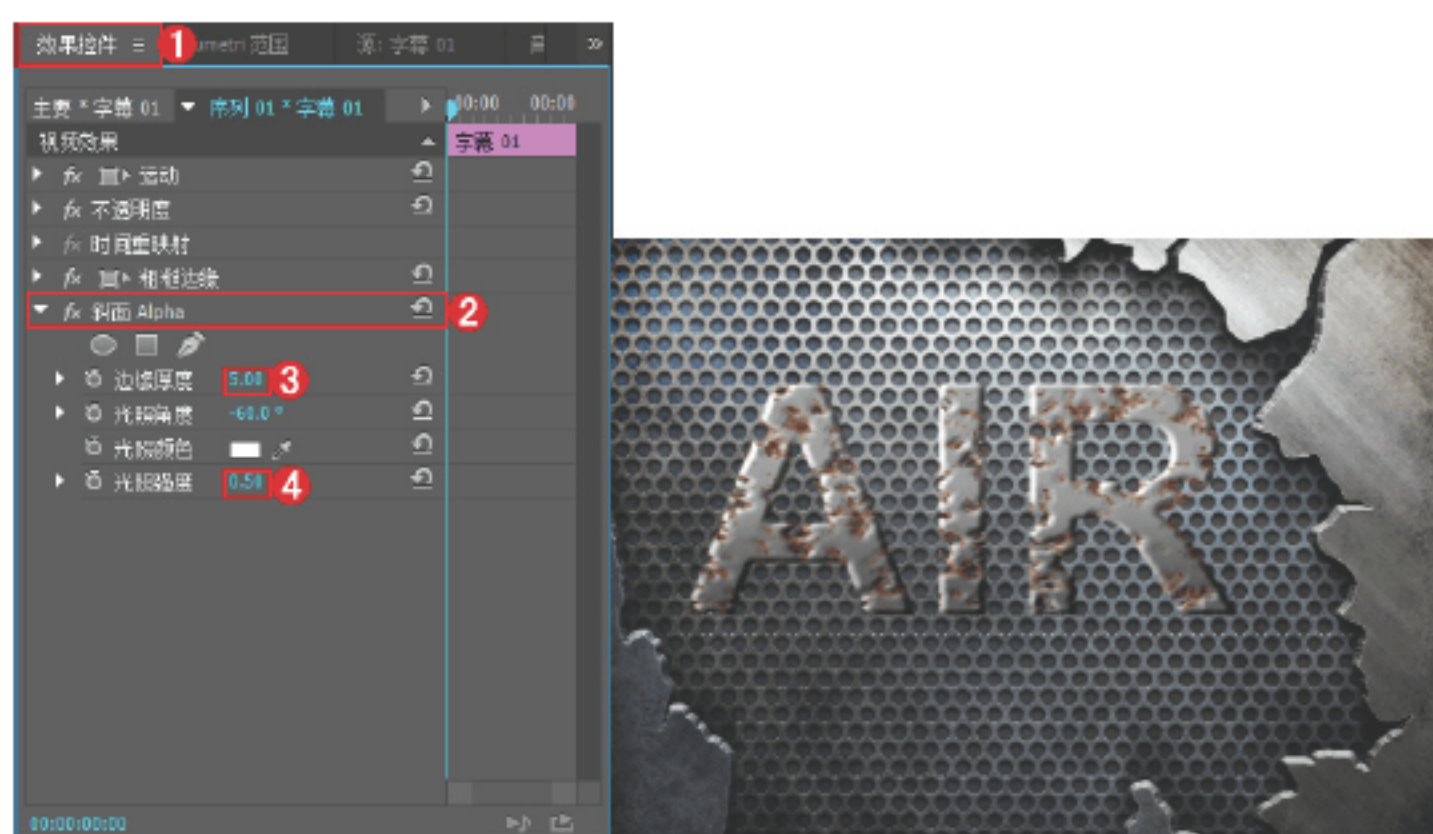 效果控件
1
umetri 范围
源: 字幕 01
主要 * 字幕 01
序列 01 * 字幕 01
00:00
00:00
视频效果
字幕 01
fx 运动
fx 不透明度
fx 时间重映射
fx 粗糙边缘
fx 斜面 Alpha
2
边缘厚度 5.00
3
光照角度 -60.0 °
光照颜色
光照强度 0.50
4
00:00:00:00
AIR